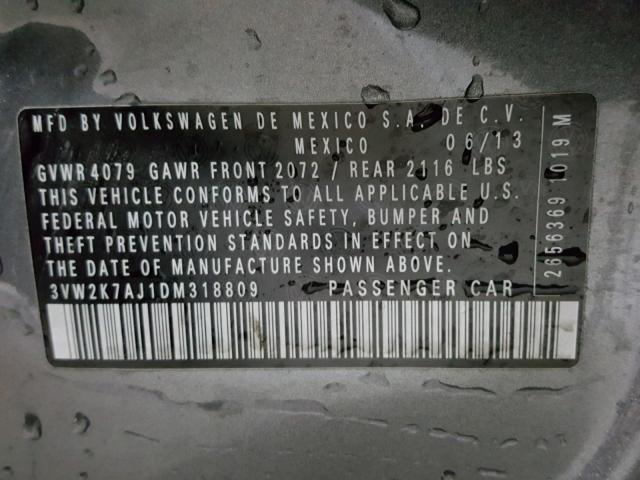 MFD BY VOLKSWAGEN DE MEXICO S.A. DE C.V.
MEXICO 06/13
GVWR 4079 GAWR FRONT 2072 / REAR 2116 LBS
THIS VEHICLE CONFORMS TO ALL APPLICABLE U.S.
FEDERAL MOTOR VEHICLE SAFETY, BUMPER AND
THEFT PREVENTION STANDARDS IN EFFECT ON
THE DATE OF MANUFACTURE SHOWN ABOVE.
3VW2K7AJ1DM318809 PASSENGER CAR
2656369 1019 M